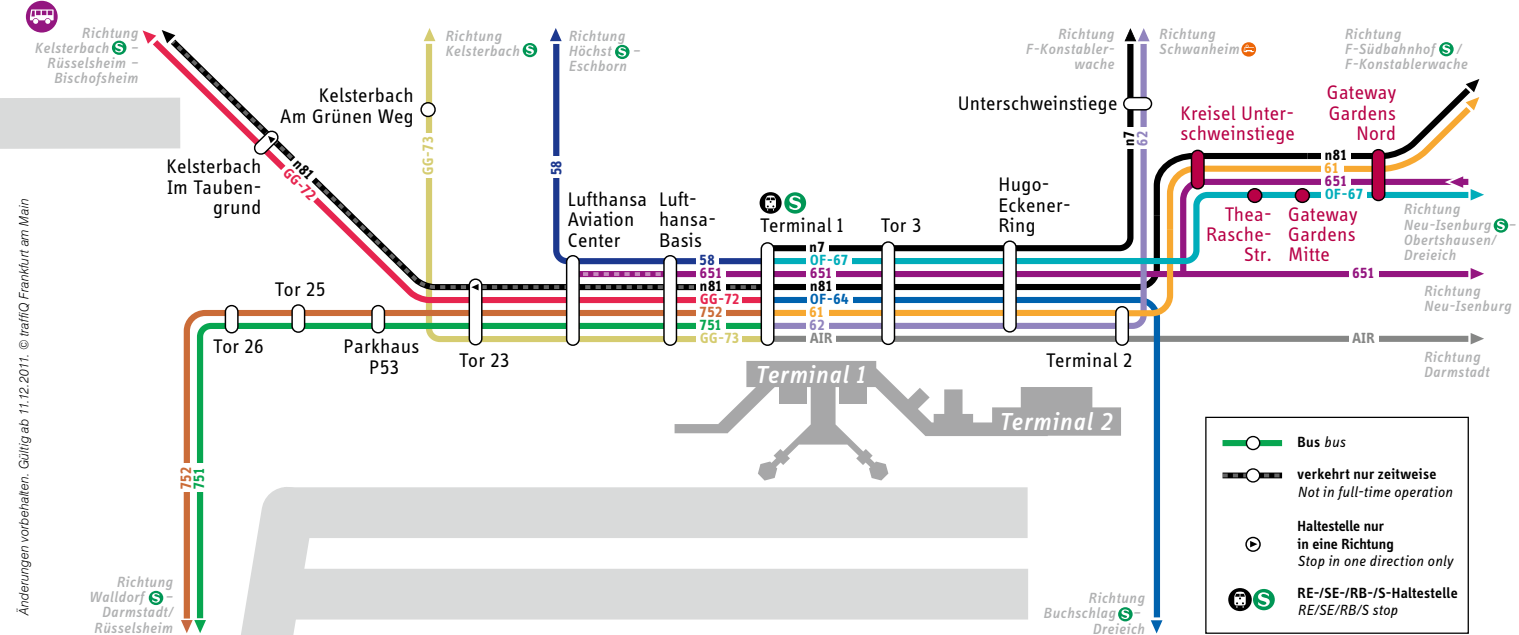 Richtung
Kelsterbach S –
Rüsselsheim –
Bischofsheim
Richtung
Kelsterbach S
Richtung
Höchst S –
Eschborn
Richtung
F-Konstabler-
wache
Richtung
Schwanheim
Richtung
F-Südbahnhof S /
F-Konstablerwache
Kelsterbach
Am Grünen Weg
Unterschweinstiege
Gateway
Gardens
Nord
Kreisel Unter-
schweinstiege
Kelsterbach
Im Tauben-
grund
n81
GG-72
GG-73
58
n7
62
n81
61
651
OF-67
Lufthansa
Aviation
Center
Luft-
hansa-
Basis
S
Terminal 1
Tor 3
Hugo-
Eckener-
Ring
Thea-
Rasche-
Str.
Gateway
Gardens
Mitte
Richtung
Neu-Isenburg S –
Obertshausen/
Dreieich
58
651
n81
GG-72
752
751
GG-73
n7
OF-67
651
n81
OF-64
61
62
AIR
651
Richtung
Neu-Isenburg
AIR
Richtung
Darmstadt
Tor 25
Tor 26
Parkhaus
P53
Tor 23
Terminal 2
Terminal 1
Terminal 2
752
751
Richtung
Walldorf S –
Darmstadt/
Rüsselsheim
Richtung
Buchschlag S –
Dreieich
Bus bus
verkehrt nur zeitweise
Not in full-time operation
Haltestelle nur
in eine Richtung
Stop in one direction only
S
RE-/SE-/RB-/S-Haltestelle
RE/SE/RB/S stop
Änderungen vorbehalten. Gültig ab 11.12.2011. © traffiQ Frankfurt am Main